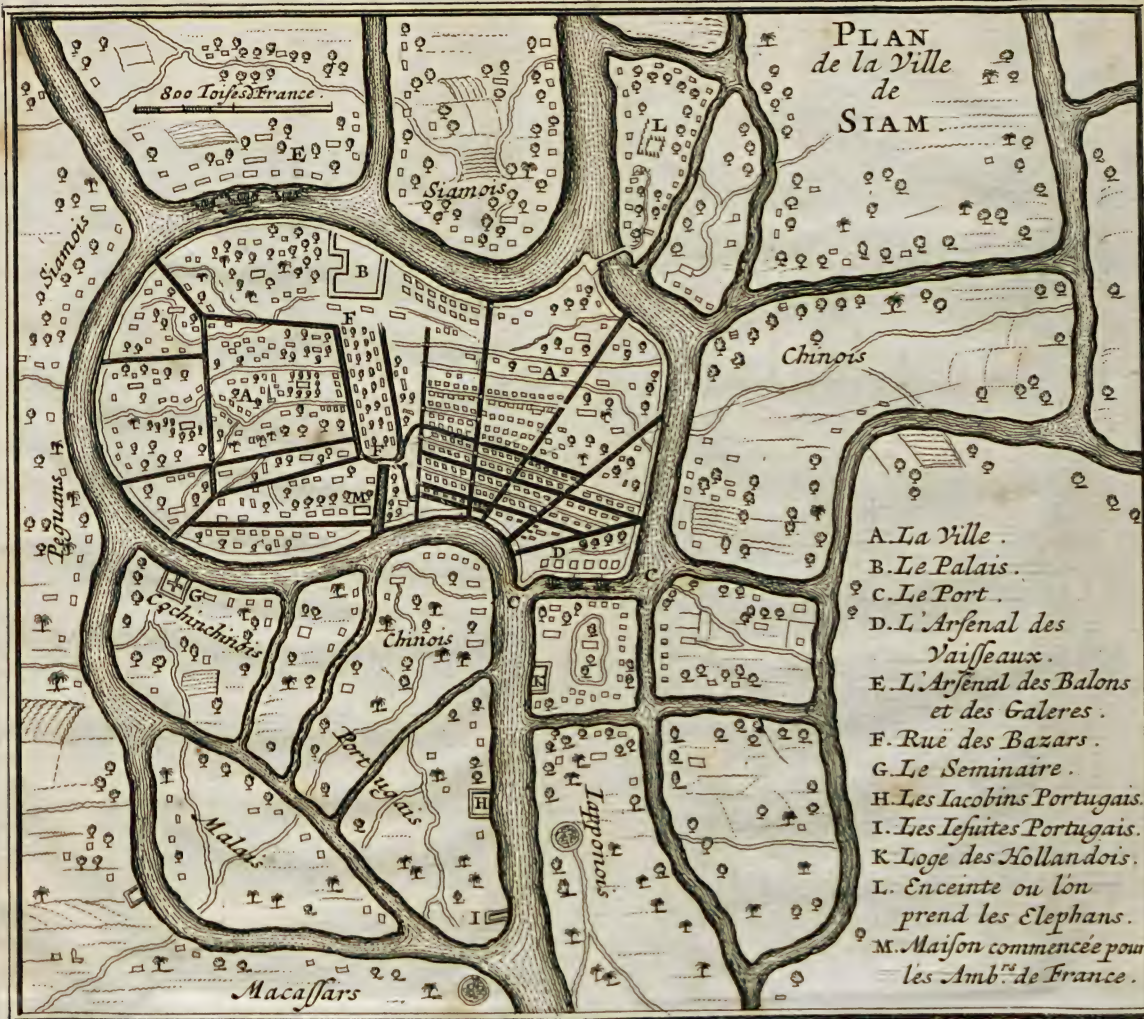 PLAN
de la Ville
de
SIAM.
800 Toiſes de France.
E
L
Siamois
Siamois
B
F
Chinois
A
A
F
Peguans
M
D
C
C
G
Cochinchinois
Chinois
K
Portugais
H
Iapponois
Malais
I
Macaſſars
A. La Ville.
B. Le Palais.
C. Le Port.
D. L'Arſenal des
Vaiſſeaux.
E. L'Arſenal des Balons
et des Galeres.
F. Ruë des Bazars.
G. Le Seminaire.
H. Les Iacobins Portugais.
I. Les Ieſuites Portugais.
K. Loge des Hollandois.
L. Enceinte ou l'on
prend les Elephans.
M. Maiſon commencée pour
les Amb.rs de France.